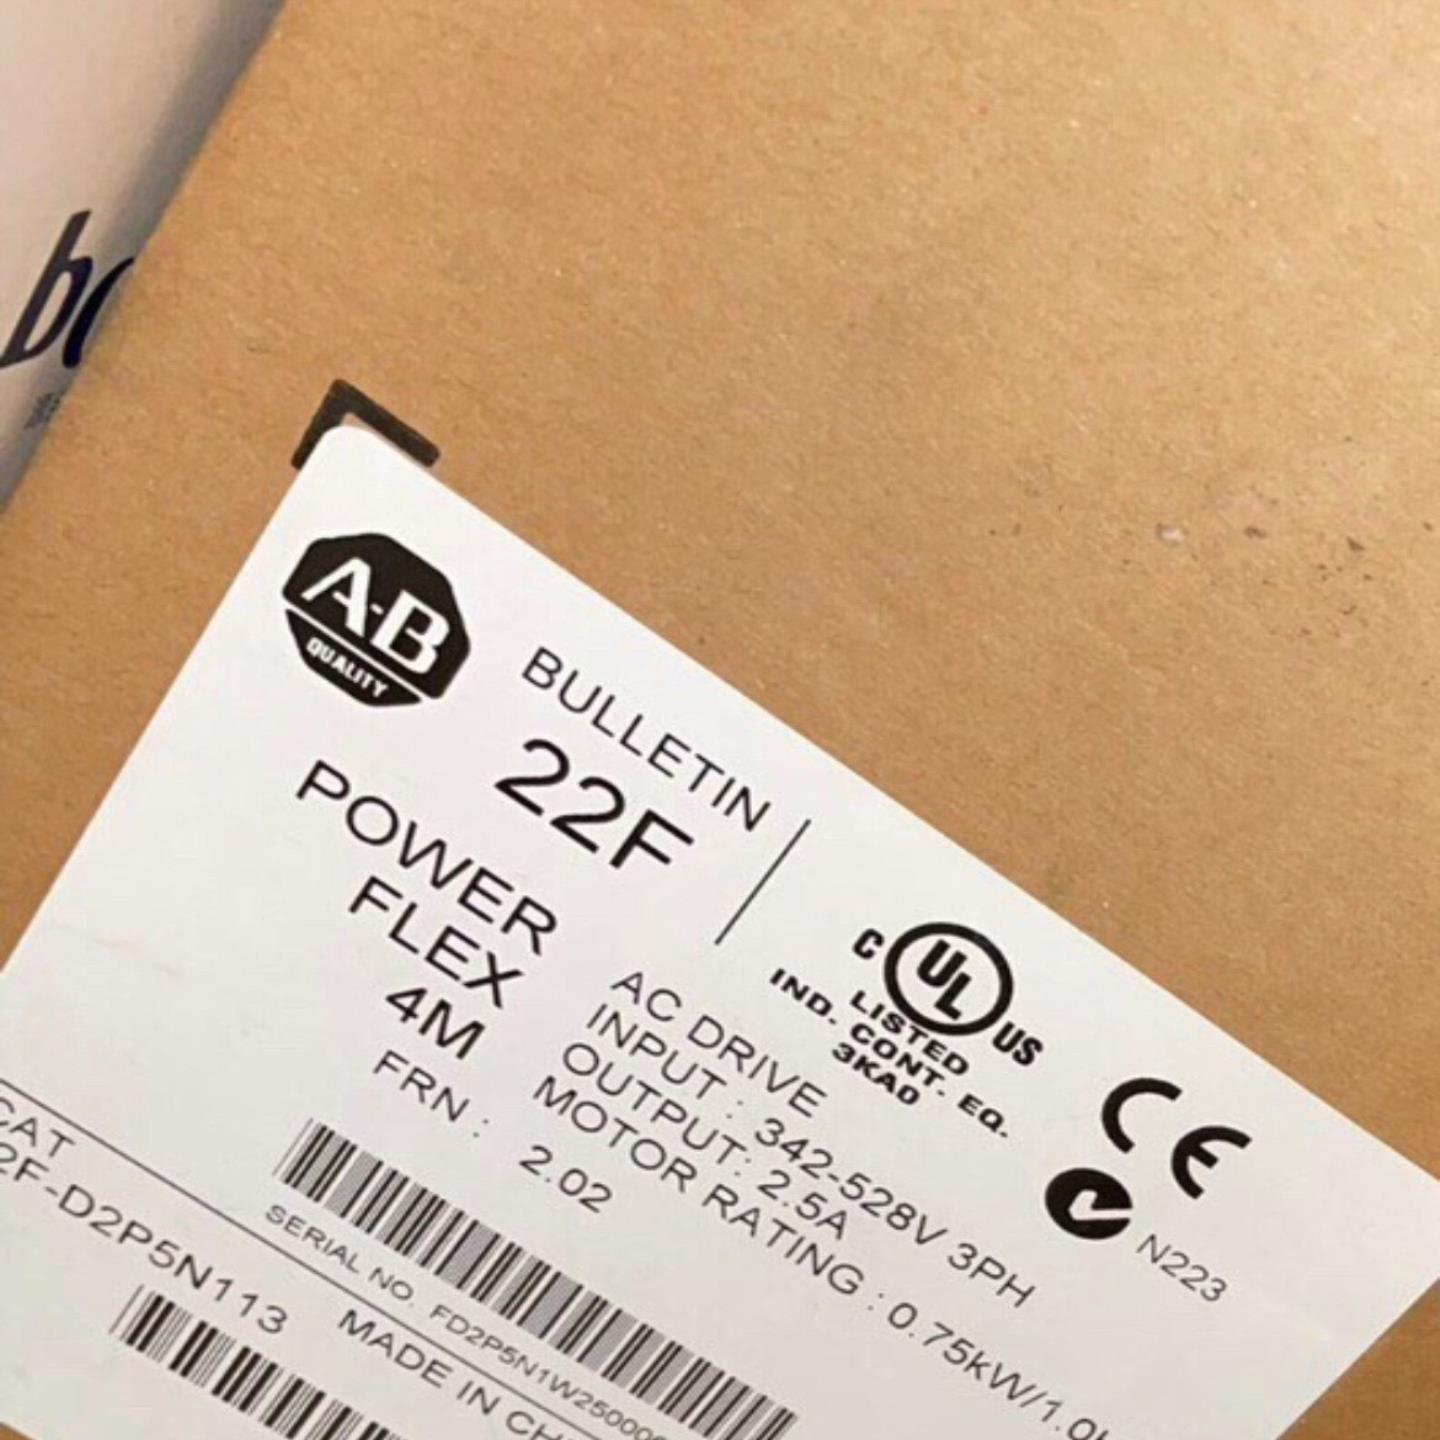 A-B
QUALITY
BULLETIN
22F
POWER
FLEX
4M
FRN : 2.02
AC DRIVE
INPUT : 342-528V 3PH
OUTPUT: 2.5A
MOTOR RATING : 0.75kW/1.0
C UL US
LISTED
IND. CONT. EQ.
3KAD
CE
N223
SERIAL NO. FD2P5N1W25000
CAT
2F-D2P5N113
MADE IN CH